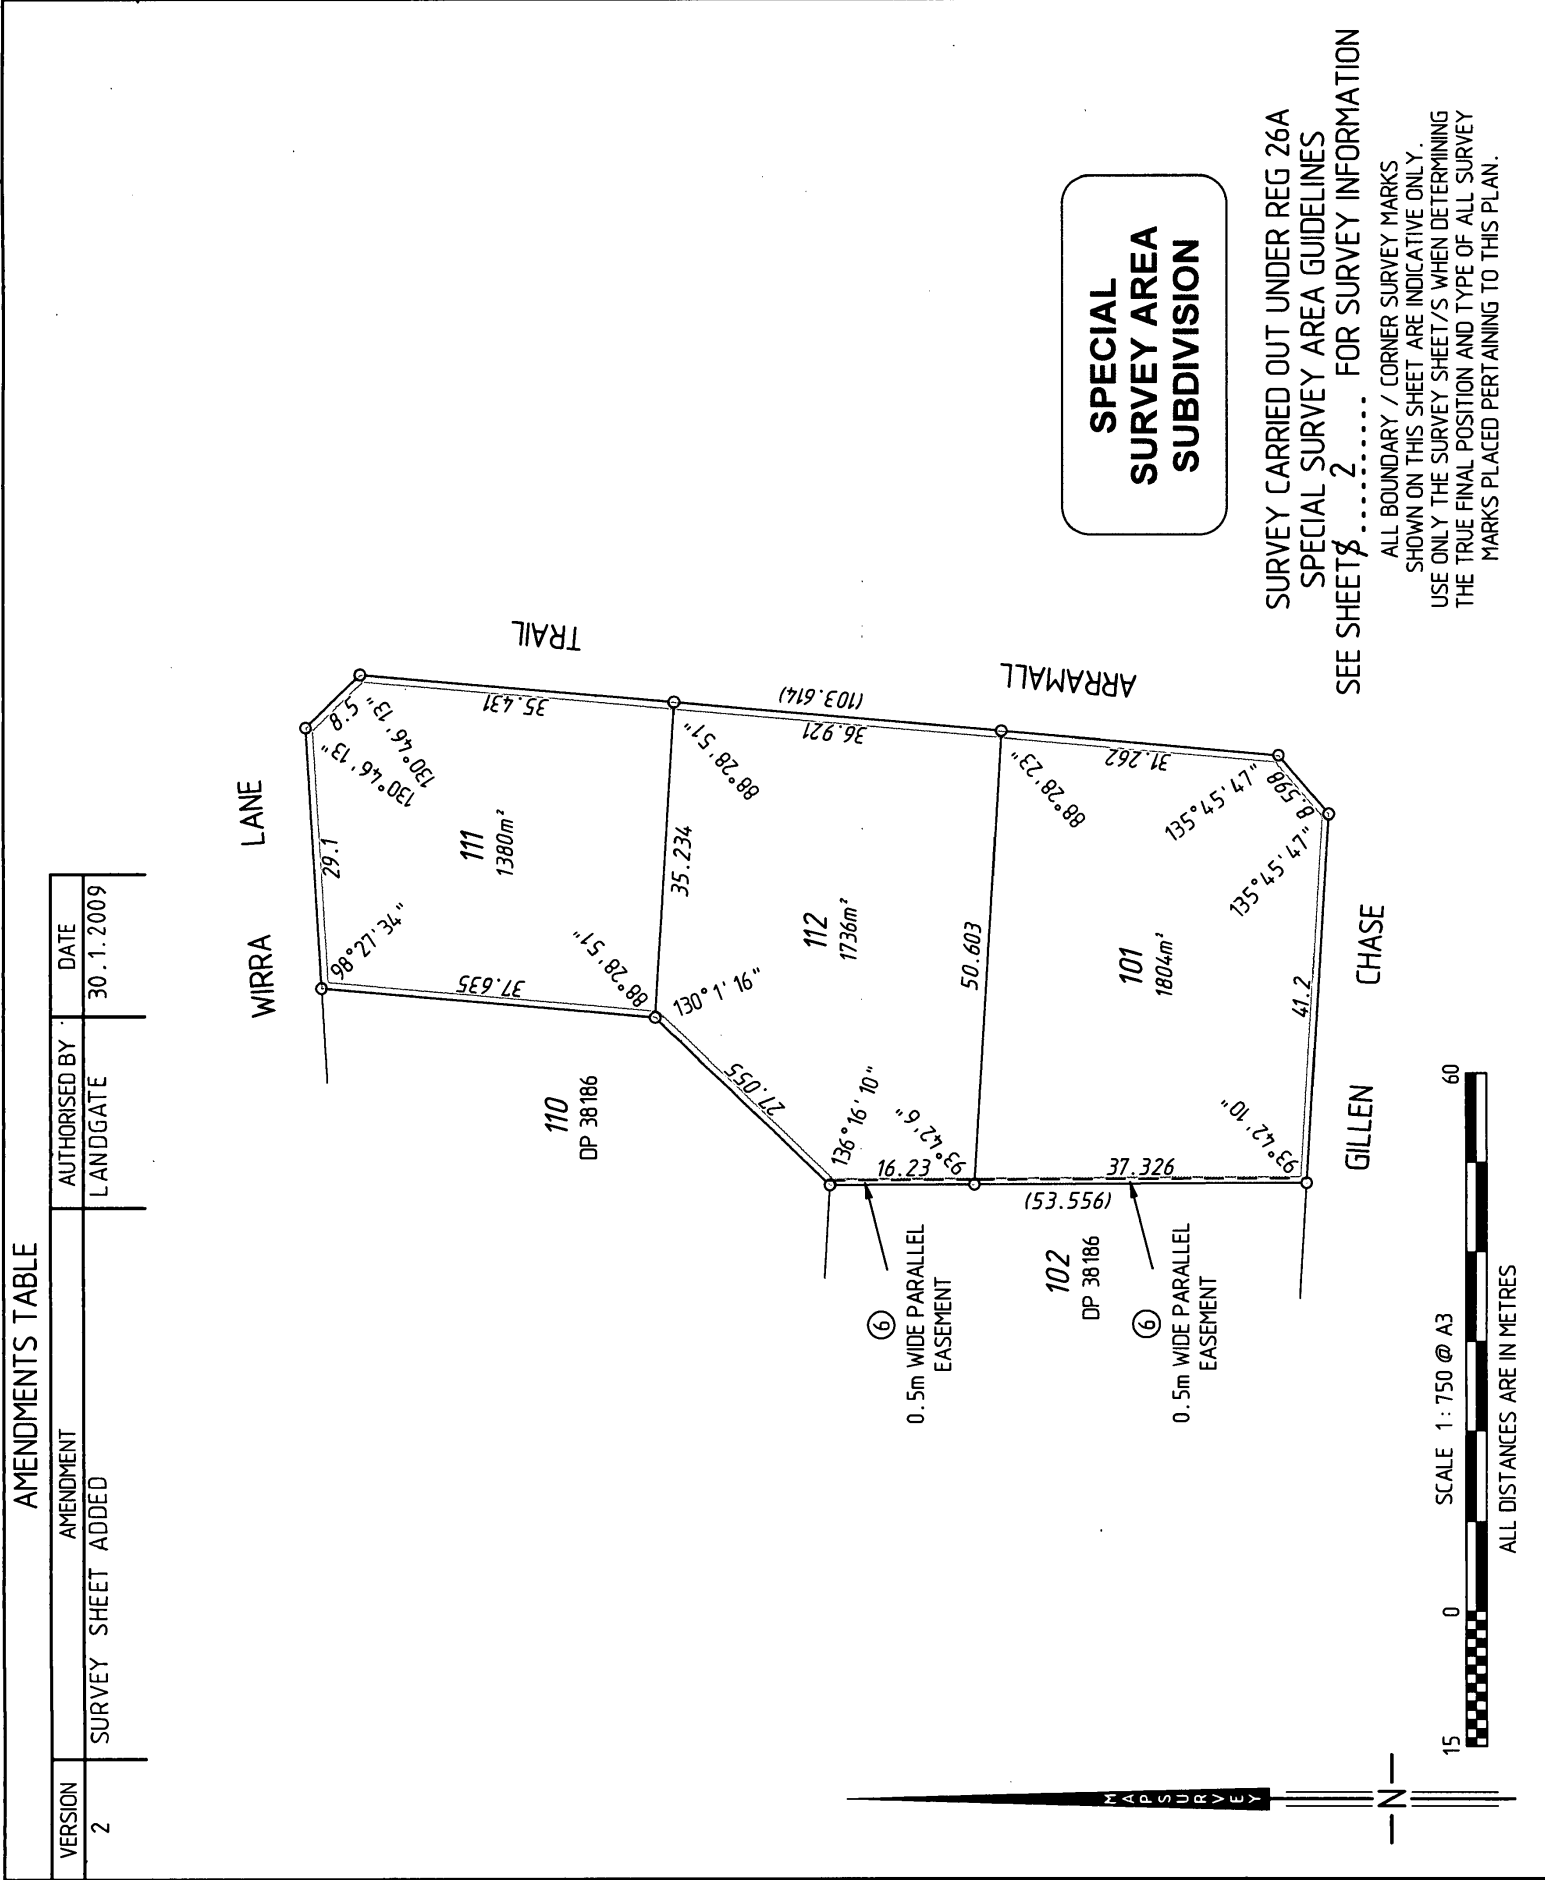 AMENDMENTS TABLE
VERSION AMENDMENT AUTHORISED BY DATE
2 SURVEY SHEET ADDED LANDGATE 30.1.2009
WIRRA LANE
TRAIL
ARRAMALL
GILLEN CHASE
29.1
8.5
130°46'13"
130°46'13"
98°27'34"
35.431
37.635
111
1380m²
88°28'51"
88°28'51"
35.234
(103.614)
36.921
130°1'16"
27.055
112
1736m²
136°16'10"
16.23
93°42'6"
50.603
88°28'23"
31.262
135°45'47"
8.598
135°45'47"
101
1804m²
37.326
(53.556)
93°42'10"
41.2
110
DP 38186
102
DP 38186
6
0.5m WIDE PARALLEL
EASEMENT
6
0.5m WIDE PARALLEL
EASEMENT
SPECIAL
SURVEY AREA
SUBDIVISION
SURVEY CARRIED OUT UNDER REG 26A
SPECIAL SURVEY AREA GUIDELINES
SEE SHEETS ...2....... FOR SURVEY INFORMATION
ALL BOUNDARY / CORNER SURVEY MARKS
SHOWN ON THIS SHEET ARE INDICATIVE ONLY.
USE ONLY THE SURVEY SHEET/S WHEN DETERMINING
THE TRUE FINAL POSITION AND TYPE OF ALL SURVEY
MARKS PLACED PERTAINING TO THIS PLAN.
MAPSURVEY
N
SCALE 1 : 750 @ A3
15 0 60
ALL DISTANCES ARE IN METRES